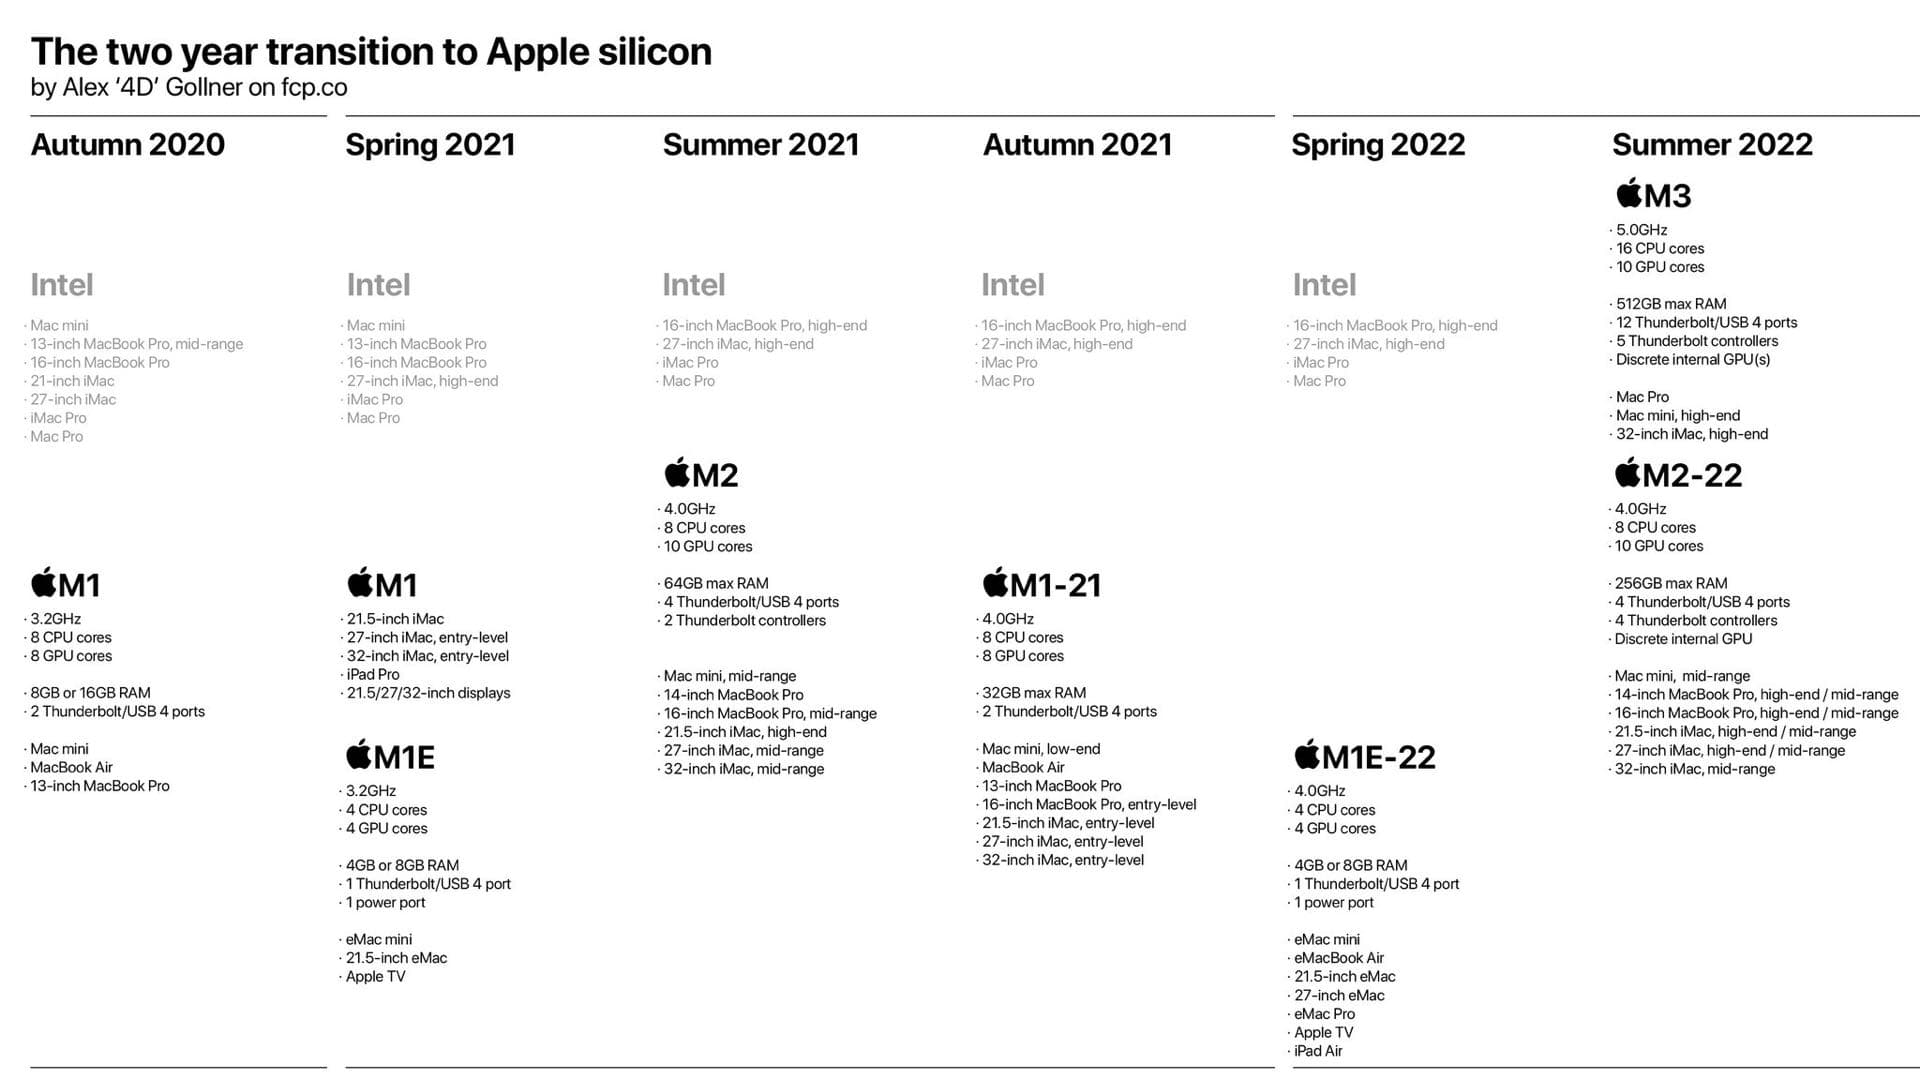 The two year transition to Apple silicon
by Alex ‘4D’ Gollner on fcp.co
Autumn 2020
Intel
· Mac mini
· 13-inch MacBook Pro, mid-range
· 16-inch MacBook Pro
· 21-inch iMac
· 27-inch iMac
· iMac Pro
· Mac Pro
M1
· 3.2GHz
· 8 CPU cores
· 8 GPU cores
· 8GB or 16GB RAM
· 2 Thunderbolt/USB 4 ports
· Mac mini
· MacBook Air
· 13-inch MacBook Pro
Spring 2021
Intel
· Mac mini
· 13-inch MacBook Pro
· 16-inch MacBook Pro
· 27-inch iMac, high-end
· iMac Pro
· Mac Pro
M1
· 21.5-inch iMac
· 27-inch iMac, entry-level
· 32-inch iMac, entry-level
· iPad Pro
· 21.5/27/32-inch displays
M1E
· 3.2GHz
· 4 CPU cores
· 4 GPU cores
· 4GB or 8GB RAM
· 1 Thunderbolt/USB 4 port
· 1 power port
· eMac mini
· 21.5-inch eMac
· Apple TV
Summer 2021
Intel
· 16-inch MacBook Pro, high-end
· 27-inch iMac, high-end
· iMac Pro
· Mac Pro
M2
· 4.0GHz
· 8 CPU cores
· 10 GPU cores
· 64GB max RAM
· 4 Thunderbolt/USB 4 ports
· 2 Thunderbolt controllers
· Mac mini, mid-range
· 14-inch MacBook Pro
· 16-inch MacBook Pro, mid-range
· 21.5-inch iMac, high-end
· 27-inch iMac, mid-range
· 32-inch iMac, mid-range
Autumn 2021
Intel
· 16-inch MacBook Pro, high-end
· 27-inch iMac, high-end
· iMac Pro
· Mac Pro
M1-21
· 4.0GHz
· 8 CPU cores
· 8 GPU cores
· 32GB max RAM
· 2 Thunderbolt/USB 4 ports
· Mac mini, low-end
· MacBook Air
· 13-inch MacBook Pro
· 16-inch MacBook Pro, entry-level
· 21.5-inch iMac, entry-level
· 27-inch iMac, entry-level
· 32-inch iMac, entry-level
Spring 2022
Intel
· 16-inch MacBook Pro, high-end
· 27-inch iMac, high-end
· iMac Pro
· Mac Pro
M1E-22
· 4.0GHz
· 4 CPU cores
· 4 GPU cores
· 4GB or 8GB RAM
· 1 Thunderbolt/USB 4 port
· 1 power port
· eMac mini
· eMacBook Air
· 21.5-inch eMac
· 27-inch eMac
· eMac Pro
· Apple TV
· iPad Air
Summer 2022
M3
· 5.0GHz
· 16 CPU cores
· 10 GPU cores
· 512GB max RAM
· 12 Thunderbolt/USB 4 ports
· 5 Thunderbolt controllers
· Discrete internal GPU(s)
· Mac Pro
· Mac mini, high-end
· 32-inch iMac, high-end
M2-22
· 4.0GHz
· 8 CPU cores
· 10 GPU cores
· 256GB max RAM
· 4 Thunderbolt/USB 4 ports
· 4 Thunderbolt controllers
· Discrete internal GPU
· Mac mini, mid-range
· 14-inch MacBook Pro, high-end / mid-range
· 16-inch MacBook Pro, high-end / mid-range
· 21.5-inch iMac, high-end / mid-range
· 27-inch iMac, high-end / mid-range
· 32-inch iMac, mid-range